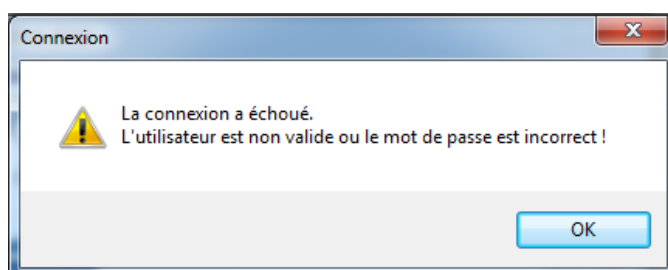 Connexion
La connexion a échoué.
L'utilisateur est non valide ou le mot de passe est incorrect !
OK